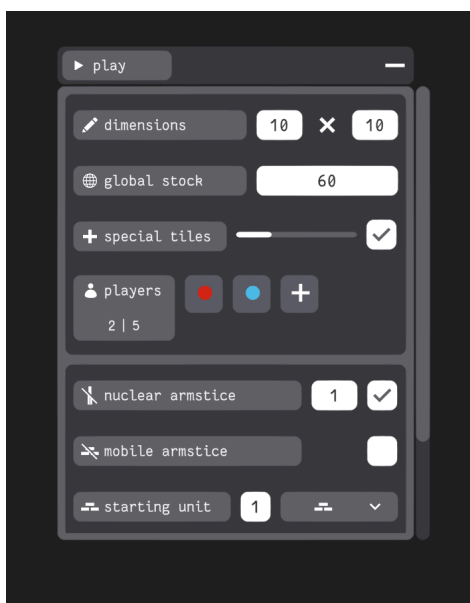 play
dimensions 10 × 10
global stock 60
special tiles
players
2 | 5
nuclear armstice 1
mobile armstice
starting unit 1